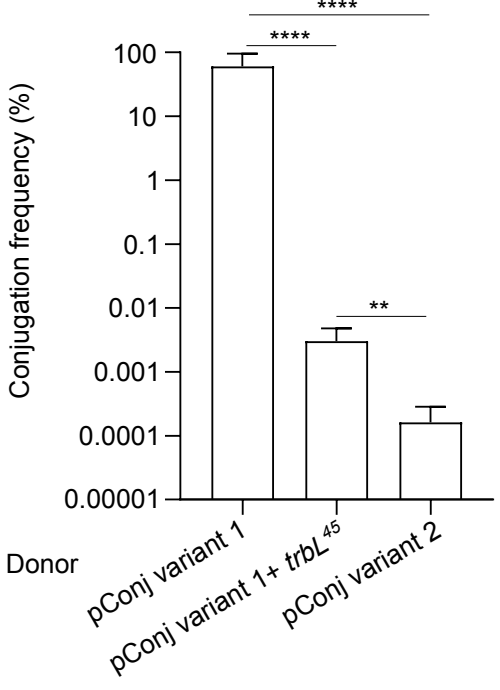 ****
****
100
10
1
0.1
0.01
**
0.001
0.0001
0.00001
Conjugation frequency (%)
Donor
pConj variant 1
pConj variant 1+ trbL45
pConj variant 2